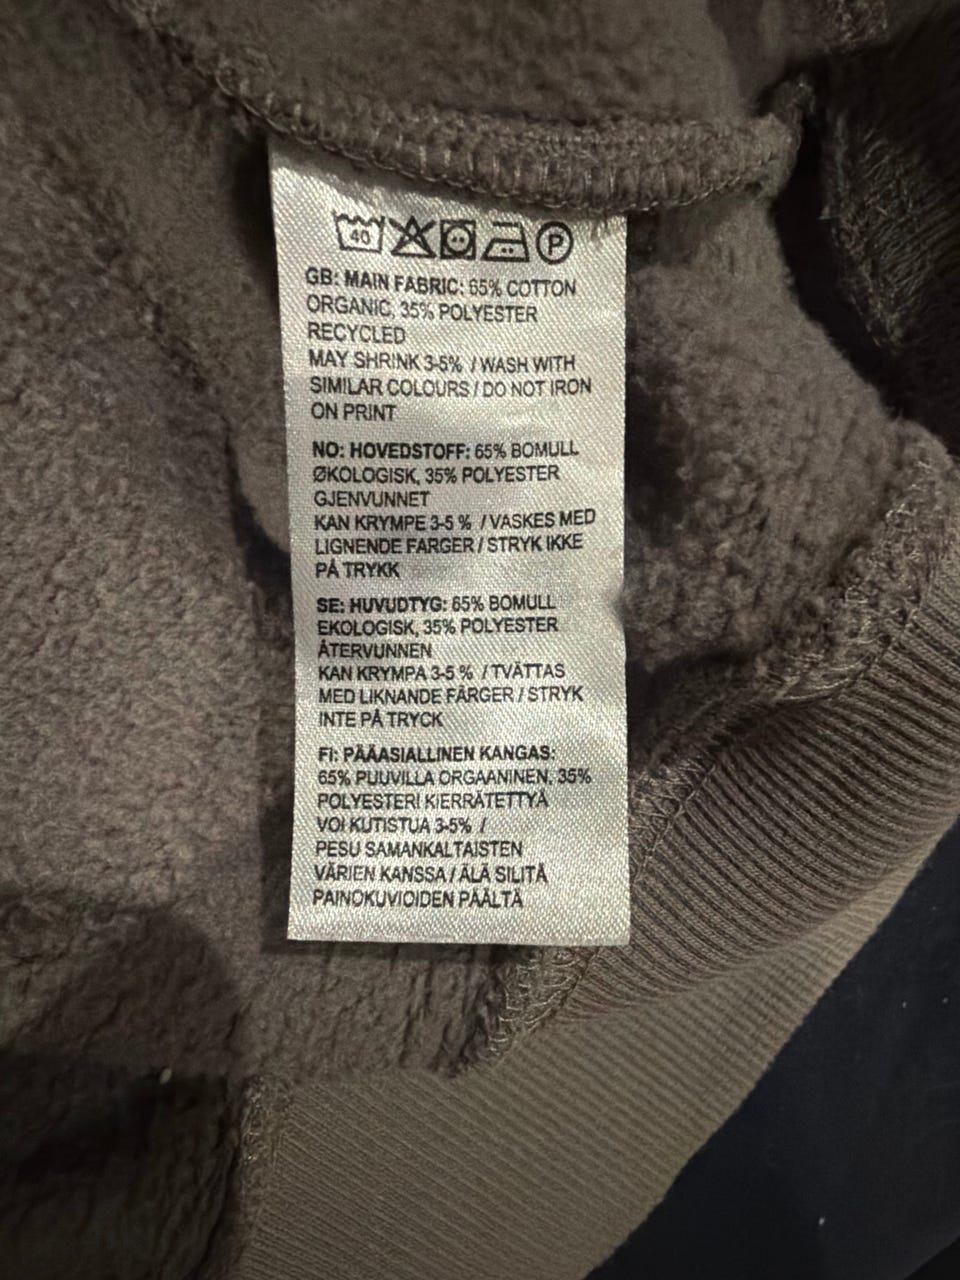 40 P
GB: MAIN FABRIC: 65% COTTON
ORGANIC, 35% POLYESTER
RECYCLED
MAY SHRINK 3-5% / WASH WITH
SIMILAR COLOURS / DO NOT IRON
ON PRINT
NO: HOVEDSTOFF: 65% BOMULL
ØKOLOGISK, 35% POLYESTER
GJENVUNNET
KAN KRYMPE 3-5 % / VASKES MED
LIGNENDE FARGER / STRYK IKKE
PÅ TRYKK
SE: HUVUDTYG: 65% BOMULL
EKOLOGISK, 35% POLYESTER
ÅTERVUNNEN
KAN KRYMPA 3-5 % / TVÄTTAS
MED LIKNANDE FÄRGER / STRYK
INTE PÅ TRYCK
FI: PÄÄASIALLINEN KANGAS:
65% PUUVILLA ORGAANINEN, 35%
POLYESTERI KIERRÄTETTYÄ
VOI KUTISTUA 3-5% /
PESU SAMANKALTAISTEN
VÄRIEN KANSSA / ÄLÄ SILITÄ
PAINOKUVIOIDEN PÄÄLTÄ